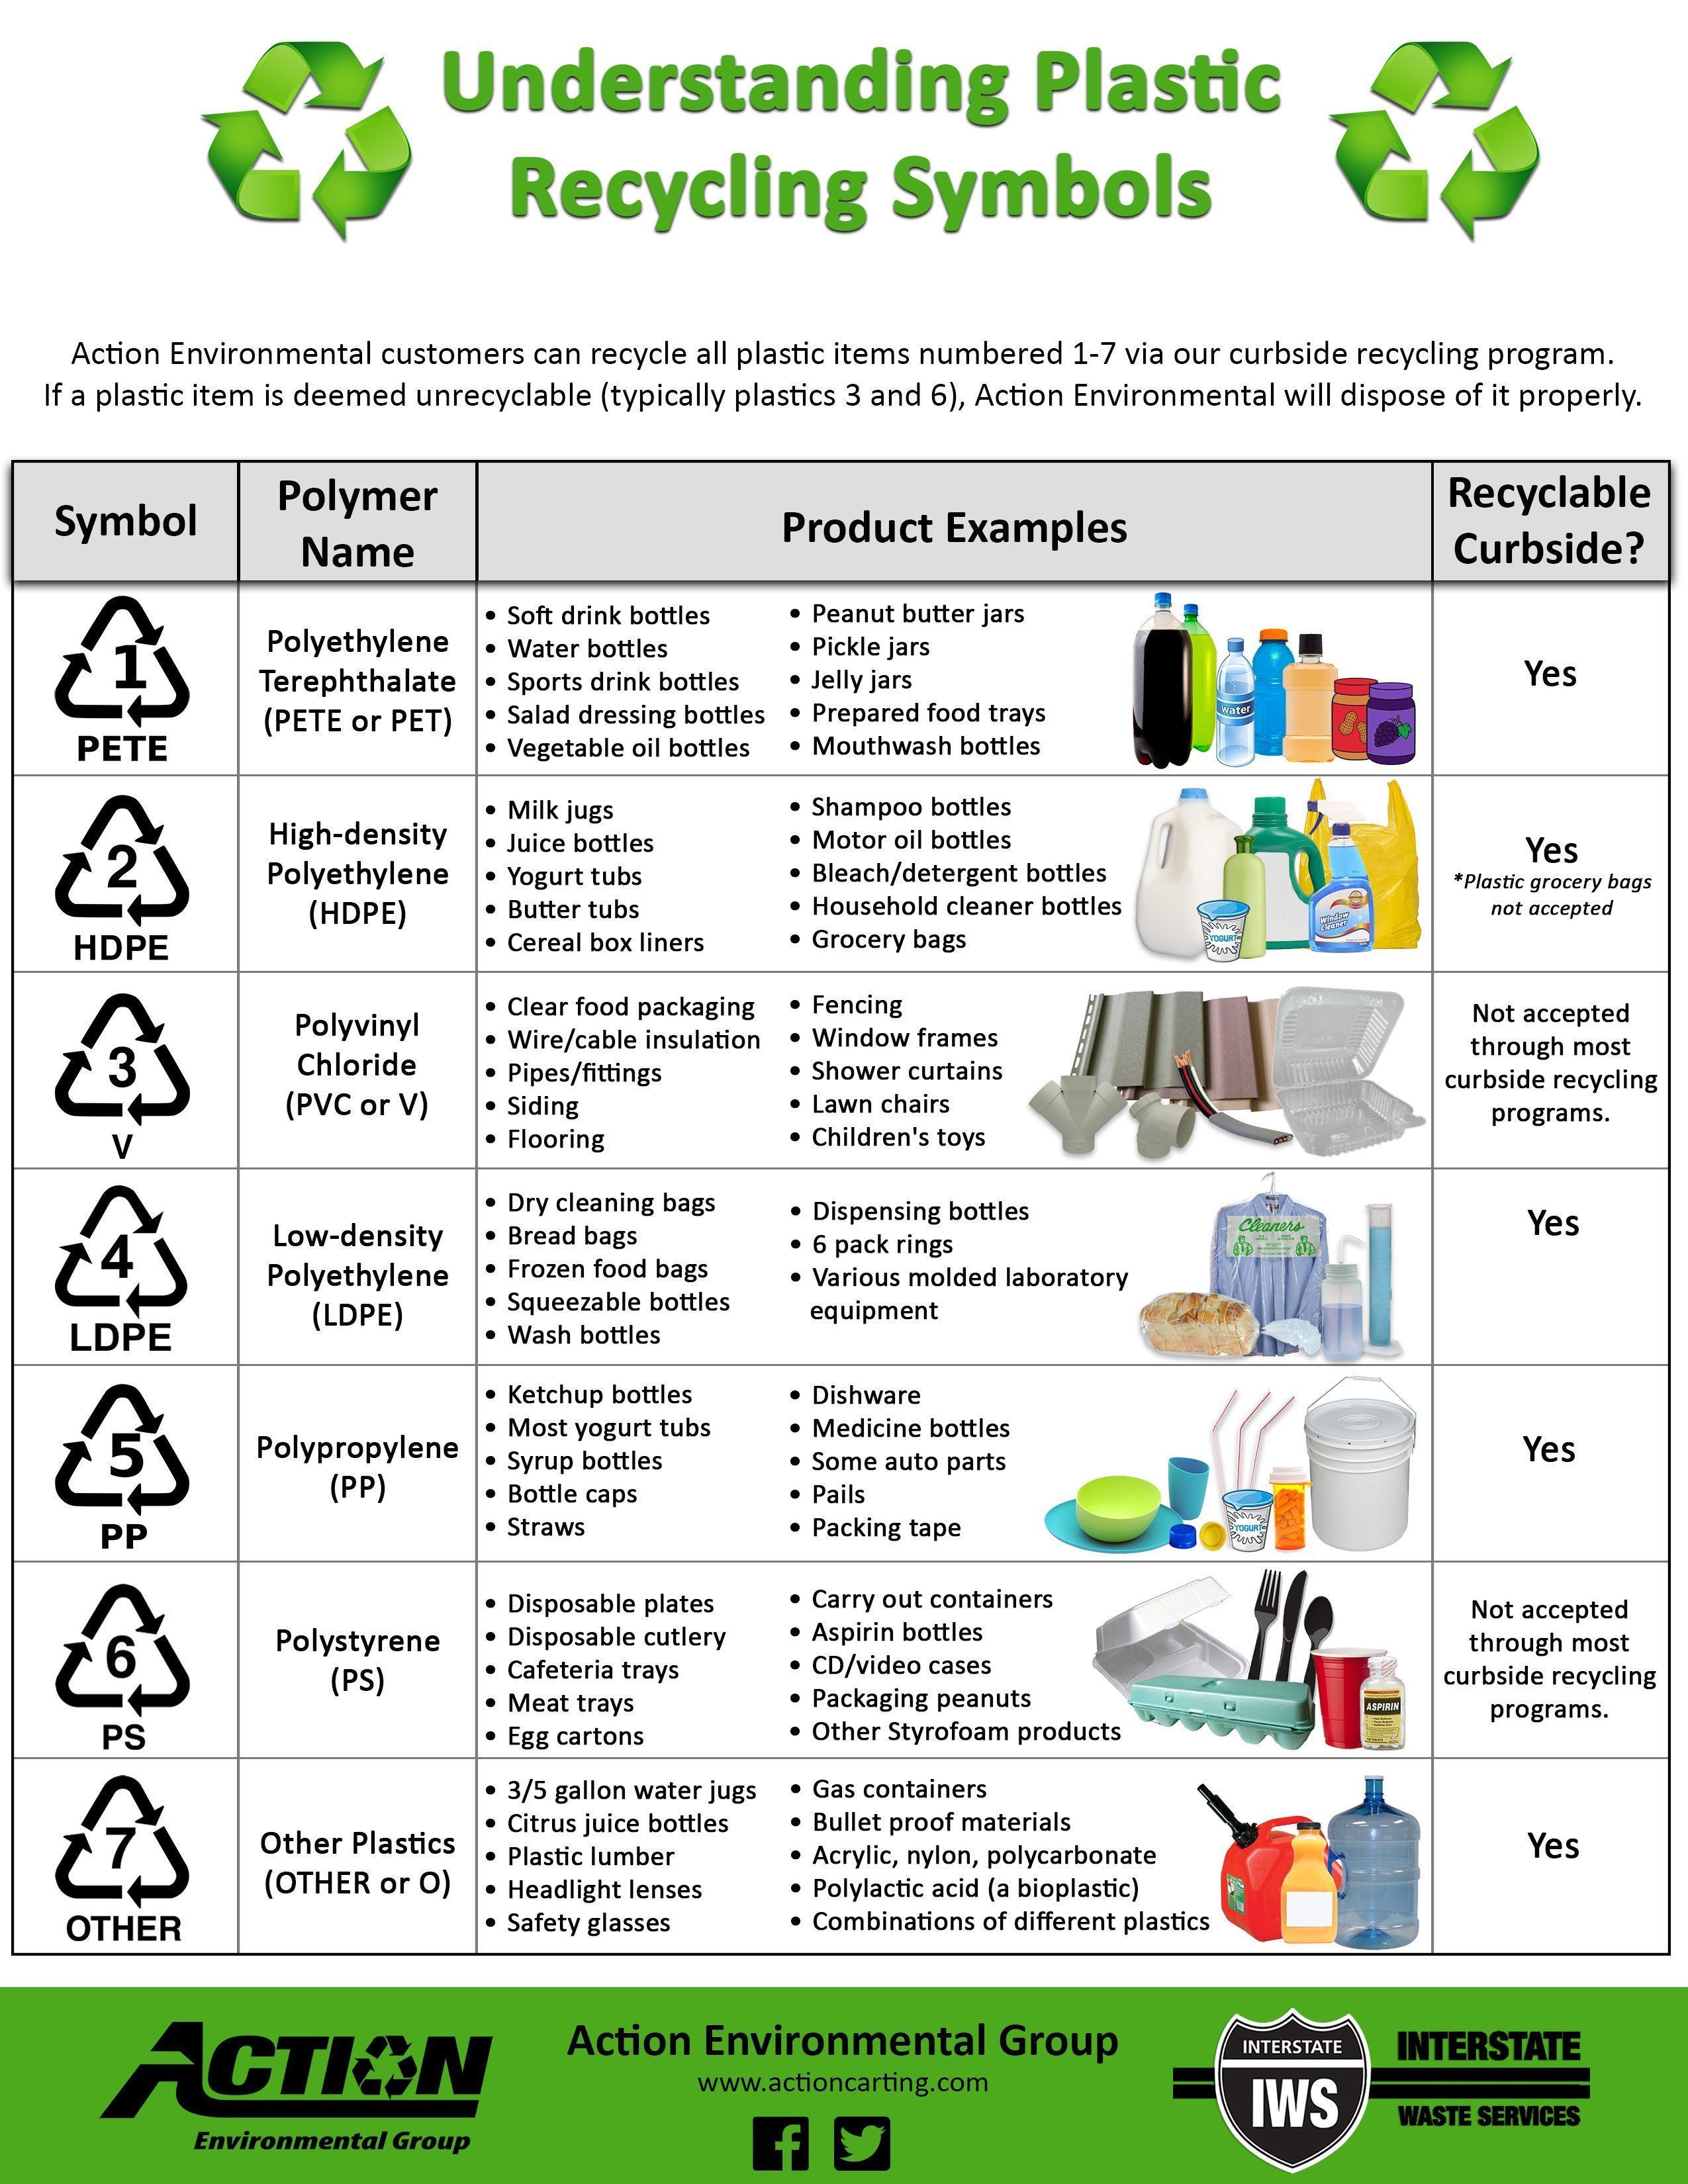 Understanding Plastic
Recycling Symbols
Action Environmental customers can recycle all plastic items numbered 1-7 via our curbside recycling program.
If a plastic item is deemed unrecyclable (typically plastics 3 and 6), Action Environmental will dispose of it properly.
Symbol
Polymer
Name
Product Examples
Recyclable
Curbside?
1
PETE
Polyethylene
Terephthalate
(PETE or PET)
• Soft drink bottles
• Water bottles
• Sports drink bottles
• Salad dressing bottles
• Vegetable oil bottles
• Peanut butter jars
• Pickle jars
• Jelly jars
• Prepared food trays
• Mouthwash bottles
water
Yes
2
HDPE
High-density
Polyethylene
(HDPE)
• Milk jugs
• Juice bottles
• Yogurt tubs
• Butter tubs
• Cereal box liners
• Shampoo bottles
• Motor oil bottles
• Bleach/detergent bottles
• Household cleaner bottles
• Grocery bags
YOGURT
Window
Cleaner
Yes
*Plastic grocery bags
not accepted
3
V
Polyvinyl
Chloride
(PVC or V)
• Clear food packaging
• Wire/cable insulation
• Pipes/fittings
• Siding
• Flooring
• Fencing
• Window frames
• Shower curtains
• Lawn chairs
• Children's toys
Not accepted
through most
curbside recycling
programs.
4
LDPE
Low-density
Polyethylene
(LDPE)
• Dry cleaning bags
• Bread bags
• Frozen food bags
• Squeezable bottles
• Wash bottles
• Dispensing bottles
• 6 pack rings
• Various molded laboratory
equipment
Cleaners
Yes
5
PP
Polypropylene
(PP)
• Ketchup bottles
• Most yogurt tubs
• Syrup bottles
• Bottle caps
• Straws
• Dishware
• Medicine bottles
• Some auto parts
• Pails
• Packing tape
YOGURT
Yes
6
PS
Polystyrene
(PS)
• Disposable plates
• Disposable cutlery
• Cafeteria trays
• Meat trays
• Egg cartons
• Carry out containers
• Aspirin bottles
• CD/video cases
• Packaging peanuts
• Other Styrofoam products
ASPIRIN
Not accepted
through most
curbside recycling
programs.
7
OTHER
Other Plastics
(OTHER or O)
• 3/5 gallon water jugs
• Citrus juice bottles
• Plastic lumber
• Headlight lenses
• Safety glasses
• Gas containers
• Bullet proof materials
• Acrylic, nylon, polycarbonate
• Polylactic acid (a bioplastic)
• Combinations of different plastics
Yes
ACTION
Environmental Group
Action Environmental Group
www.actioncarting.com
INTERSTATE
IWS
INTERSTATE
WASTE SERVICES